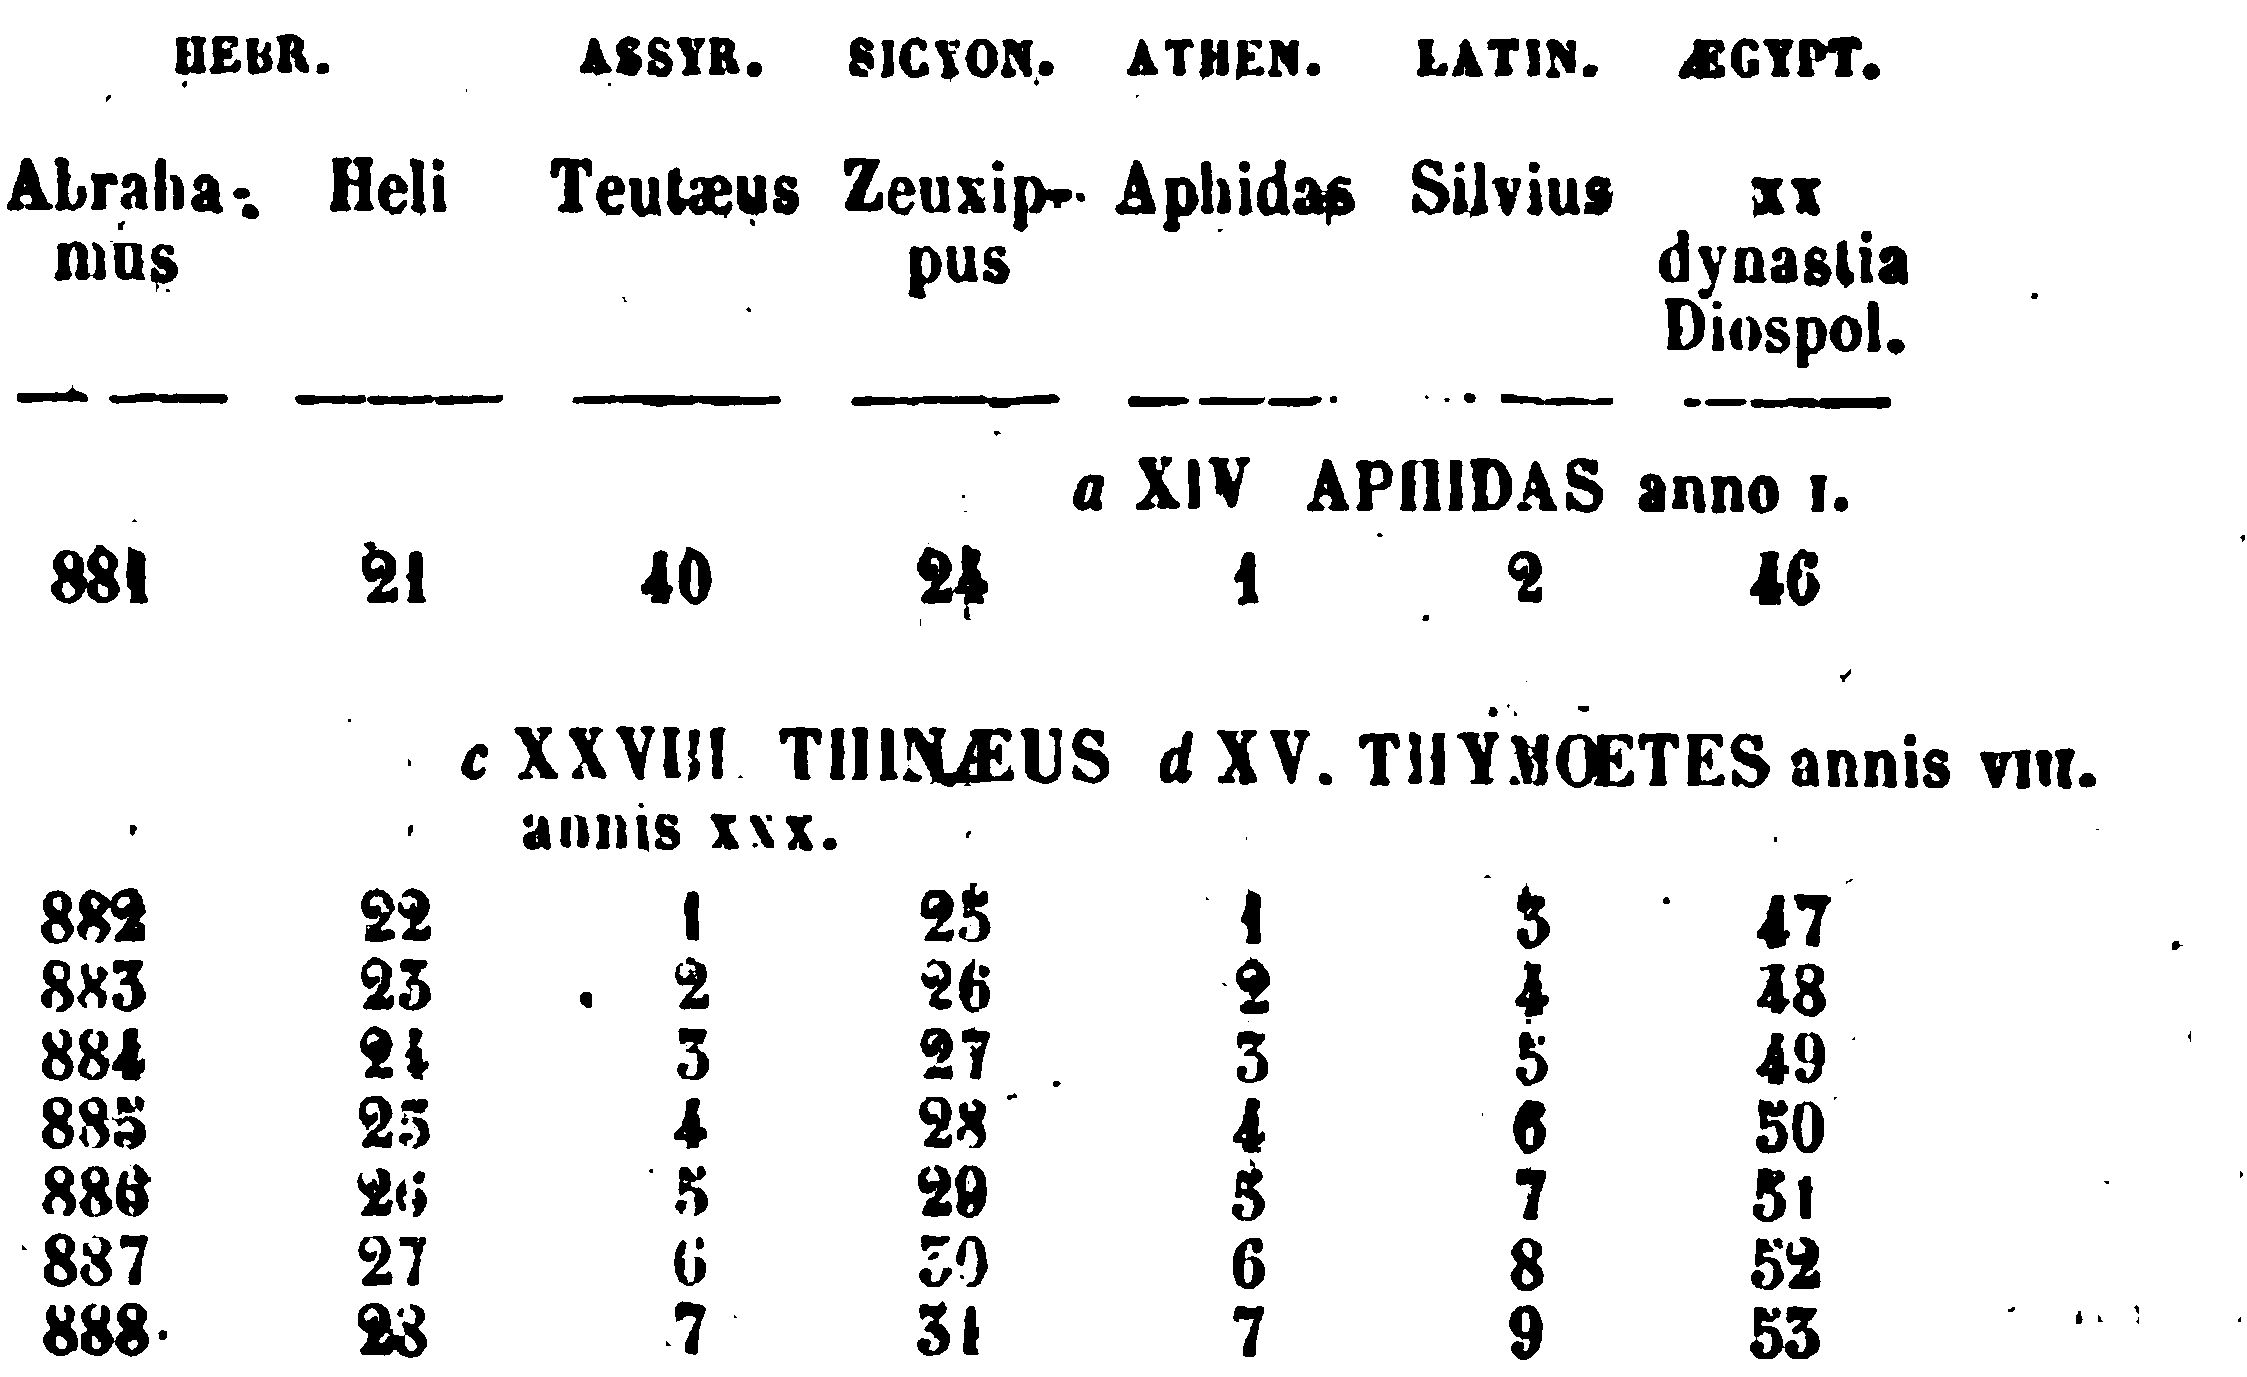 HEBR. ASSYR. SICYON. ATHEN. LATIN. ÆGYPT.
Abraha- Heli Teutæus Zeuxip- Aphidas Silvius xx
mus pus dynastia
Diospol.
a XIV APHIDAS anno I.
881 21 40 24 1 2 46
c XXVIII THINÆUS d XV. THYMOETES annis VIII.
annis XXX.
882 22 1 25 1 3 47
883 23 2 26 2 4 48
884 24 3 27 3 5 49
885 25 4 28 4 6 50
886 26 5 29 5 7 51
887 27 6 30 6 8 52
888 28 7 31 7 9 53